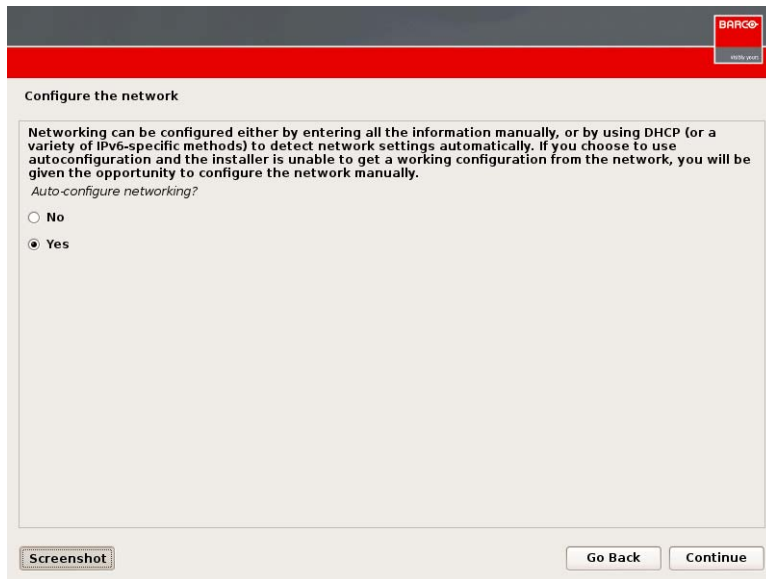 BARCO
visibly yours
Configure the network
Networking can be configured either by entering all the information manually, or by using DHCP (or a
variety of IPv6-specific methods) to detect network settings automatically. If you choose to use
autoconfiguration and the installer is unable to get a working configuration from the network, you will be
given the opportunity to configure the network manually.
Auto-configure networking?
No
Yes
Screenshot
Go Back
Continue